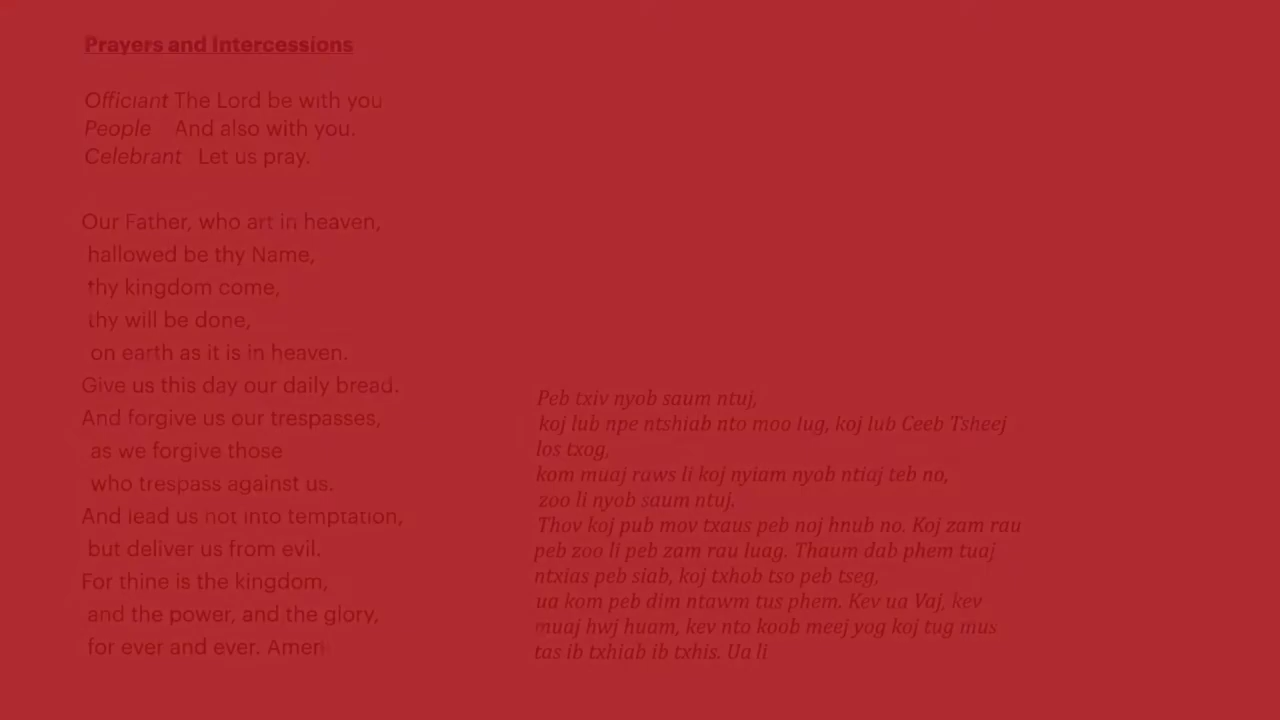 Prayers and Intercessions
Officiant The Lord be with you
People And also with you.
Celebrant Let us pray.
Our Father, who art in heaven,
hallowed be thy Name,
thy kingdom come,
thy will be done,
on earth as it is in heaven.
Give us this day our daily bread.
And forgive us our trespasses,
as we forgive those
who trespass against us.
And lead us not into temptation,
but deliver us from evil.
For thine is the kingdom,
and the power, and the glory,
for ever and ever. Amen
Peb txiv nyob saum ntuj,
koj lub npe ntshiab nto moo lug, koj lub Ceeb Tsheej
los txog,
kom muaj raws li koj nyiam nyob ntiaj teb no,
zoo li nyob saum ntuj.
Thov koj pub mov txaus peb noj hnub no. Koj zam rau
peb zoo li peb zam rau luag. Thaum dab phem tuaj
ntxias peb siab, koj txhob tso peb tseg,
ua kom peb dim ntawm tus phem. Kev ua Vaj, kev
muaj hwj huam, kev nto koob meej yog koj tug mus
tas ib txhiab ib txhis. Ua li